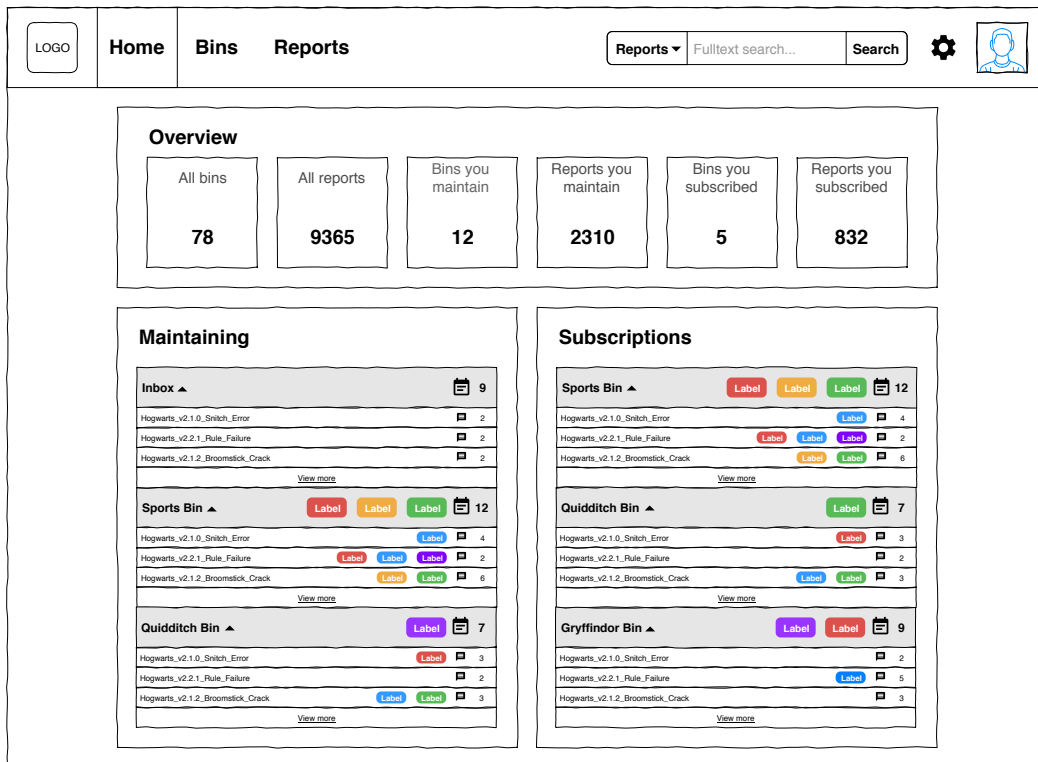 LOGO Home Bins Reports Reports Fulltext search... Search
Overview
All bins
78
All reports
9365
Bins you
maintain
12
Reports you
maintain
2310
Bins you
subscribed
5
Reports you
subscribed
832
Maintaining
Inbox 9
Hogwarts_v2.1.0_Snitch_Error 2
Hogwarts_v2.2.1_Rule_Failure 2
Hogwarts_v2.1.2_Broomstick_Crack 2
View more
Sports Bin Label Label Label 12
Hogwarts_v2.1.0_Snitch_Error Label 4
Hogwarts_v2.2.1_Rule_Failure Label Label Label 2
Hogwarts_v2.1.2_Broomstick_Crack Label Label 6
View more
Quidditch Bin Label 7
Hogwarts_v2.1.0_Snitch_Error Label 3
Hogwarts_v2.2.1_Rule_Failure 2
Hogwarts_v2.1.2_Broomstick_Crack Label Label 3
View more
Subscriptions
Sports Bin Label Label Label 12
Hogwarts_v2.1.0_Snitch_Error Label 4
Hogwarts_v2.2.1_Rule_Failure Label Label Label 2
Hogwarts_v2.1.2_Broomstick_Crack Label Label 6
View more
Quidditch Bin Label 7
Hogwarts_v2.1.0_Snitch_Error Label 3
Hogwarts_v2.2.1_Rule_Failure 2
Hogwarts_v2.1.2_Broomstick_Crack Label Label 3
View more
Gryffindor Bin Label Label 9
Hogwarts_v2.1.0_Snitch_Error 2
Hogwarts_v2.2.1_Rule_Failure Label 5
Hogwarts_v2.1.2_Broomstick_Crack 3
View more